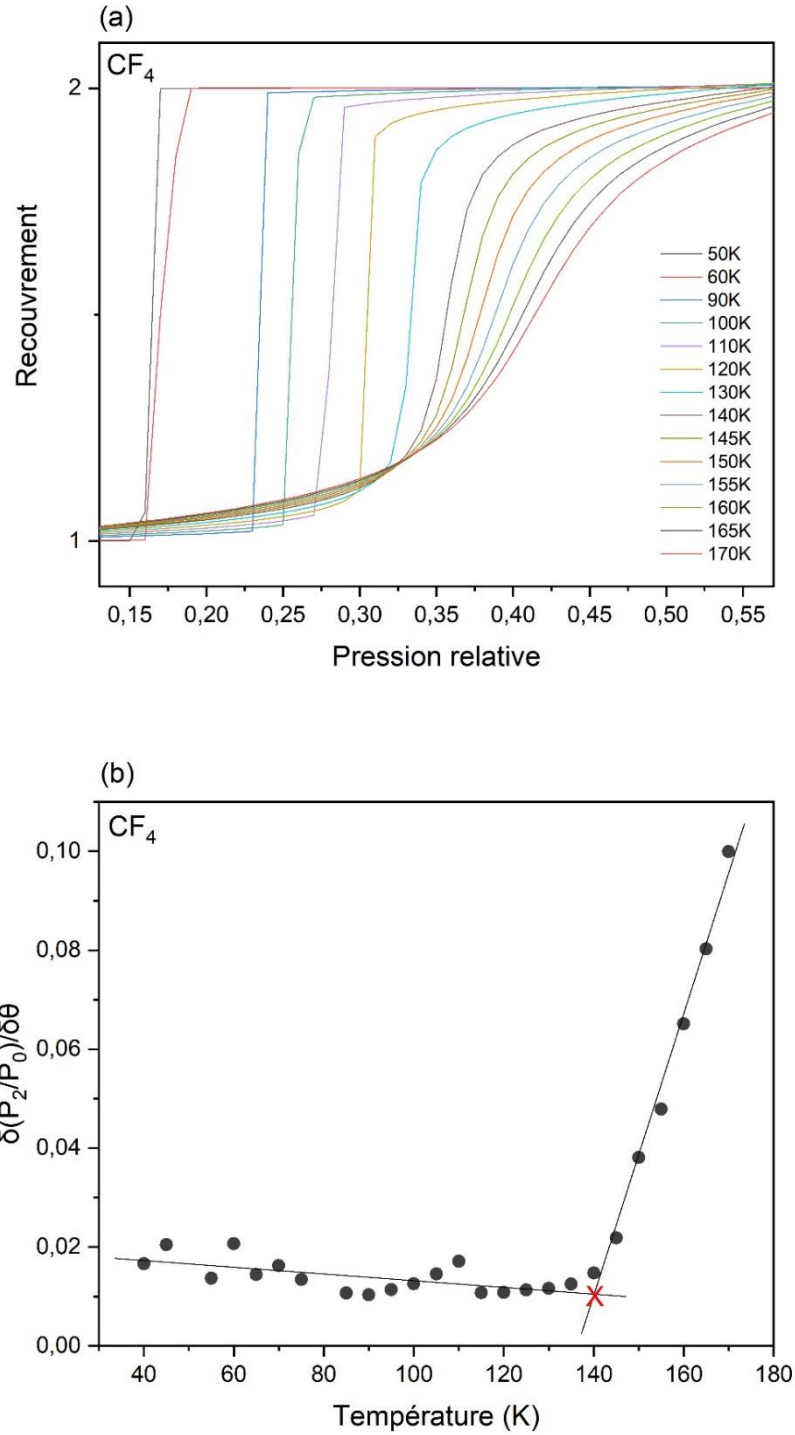 (a)
CF₄
2
1
Recouvrement
50K
60K
90K
100K
110K
120K
130K
140K
145K
150K
155K
160K
165K
170K
0,15 0,20 0,25 0,30 0,35 0,40 0,45 0,50 0,55
Pression relative
(b)
CF₄
0,10
0,08
0,06
0,04
0,02
0,00
δ(P₂/P₀)/δθ
40 60 80 100 120 140 160 180
Température (K)